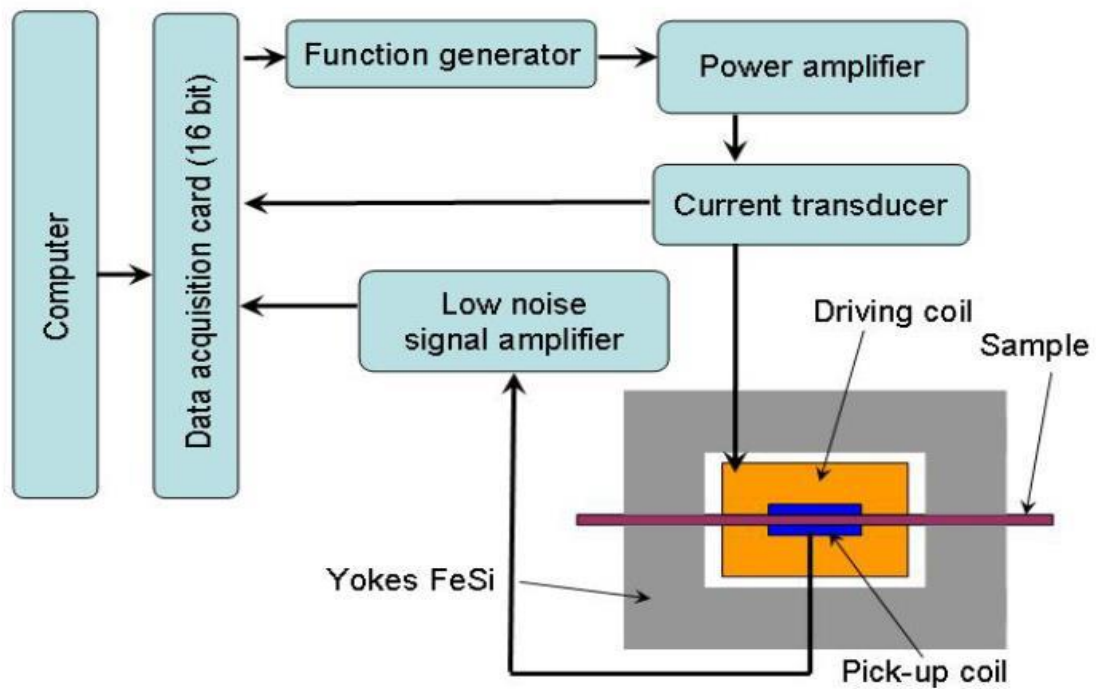 Computer
Data acquisition card (16 bit)
Function generator
Power amplifier
Current transducer
Low noise
signal amplifier
Driving coil
Sample
Yokes FeSi
Pick-up coil